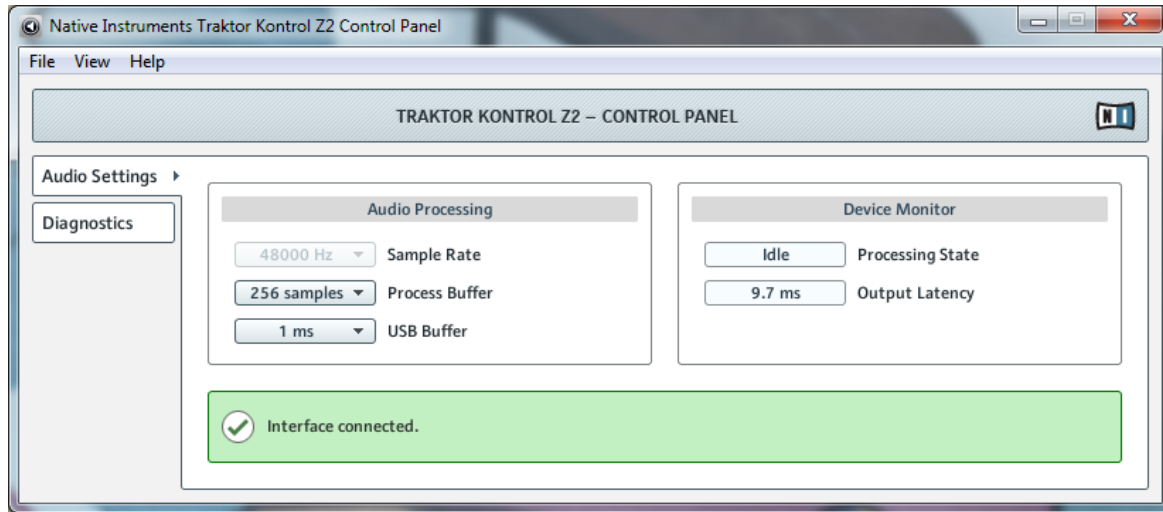 Native Instruments Traktor Kontrol Z2 Control Panel
File View Help
TRAKTOR KONTROL Z2 – CONTROL PANEL
NI
Audio Settings
Diagnostics
Audio Processing
48000 Hz Sample Rate
256 samples Process Buffer
1 ms USB Buffer
Device Monitor
Idle Processing State
9.7 ms Output Latency
Interface connected.